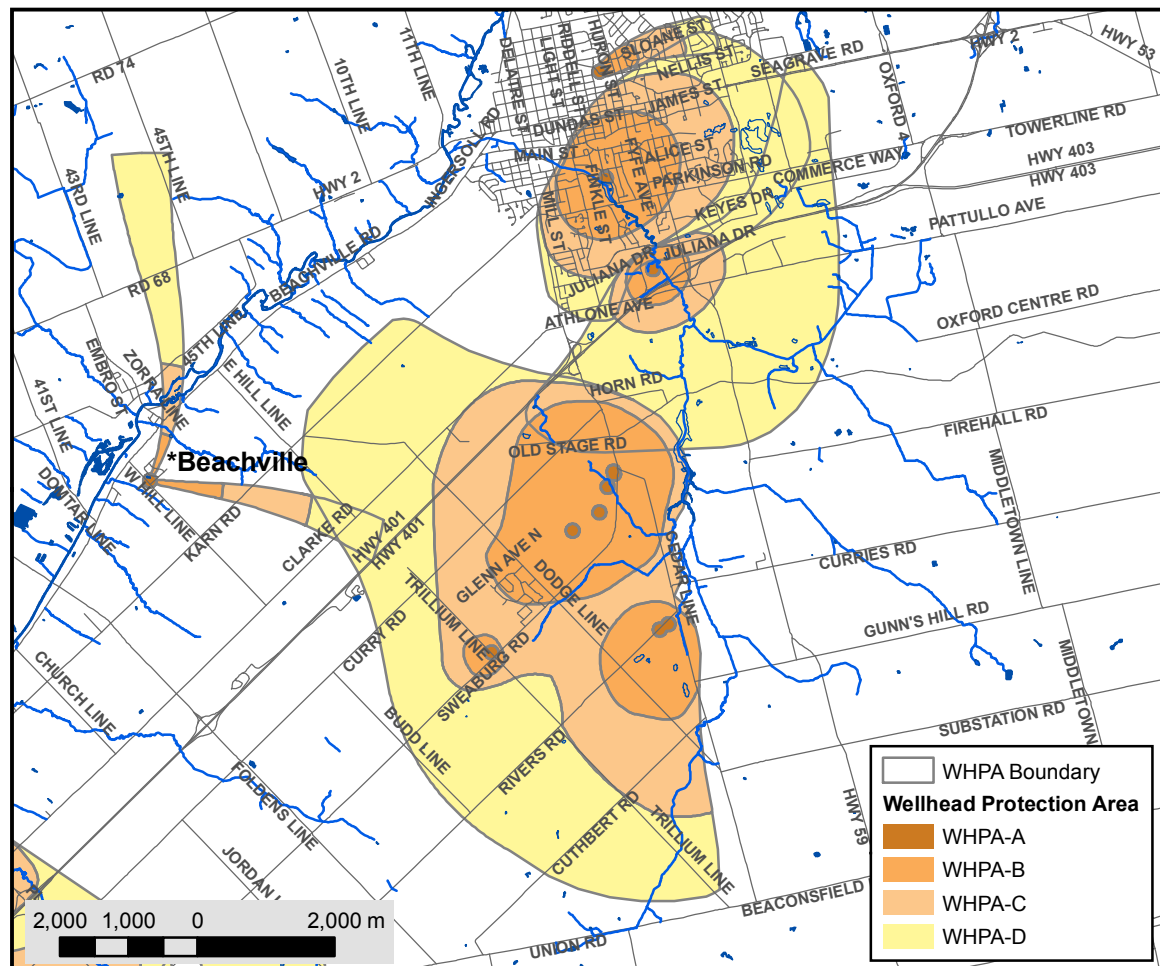 SLOANE ST
HURON ST
RIDDELL ST
LIGHT ST
DELATRE ST
11TH LINE
10TH LINE
RD 74
45TH LINE
43RD LINE
NELLIS ST
SEAGRAVE RD
HWY 2
HWY 53
OXFORD 4
JAMES ST
DUNDAS ST
MAIN ST
ALICE ST
FYFE AVE
FINKLE ST
MILL ST
PARKINSON RD
COMMERCE WAY
TOWERLINE RD
HWY 403
HWY 403
KEYES DR
PATTULLO AVE
INGERSOLL RD
HWY 2
BEACHVILLE RD
RD 68
JULIANA DR
JULIANA DR
ATHLONE AVE
OXFORD CENTRE RD
45TH LINE
ZORRA LINE
EMBRO ST
41ST LINE
E HILL LINE
HORN RD
OLD STAGE RD
FIREHALL RD
MIDDLETOWN LINE
*Beachville
W HILL LINE
DOMTAR LINE
KARN RD
CLARKE RD
HWY 401
HWY 401
GLENN AVE N
DODGE LINE
CEDAR LINE
CURRIES RD
GUNN'S HILL RD
TRILLIUM LINE
CURRY RD
SWEABURG RD
CHURCH LINE
BUDD LINE
RIVERS RD
MIDDLETOWN
SUBSTATION RD
FOLDENS LINE
CUTHBERT RD
TRILLIUM LINE
HWY 59
JORDAN
BEACONSFIELD
UNION RD
WHPA Boundary
Wellhead Protection Area
WHPA-A
WHPA-B
WHPA-C
WHPA-D
2,000 1,000 0 2,000 m